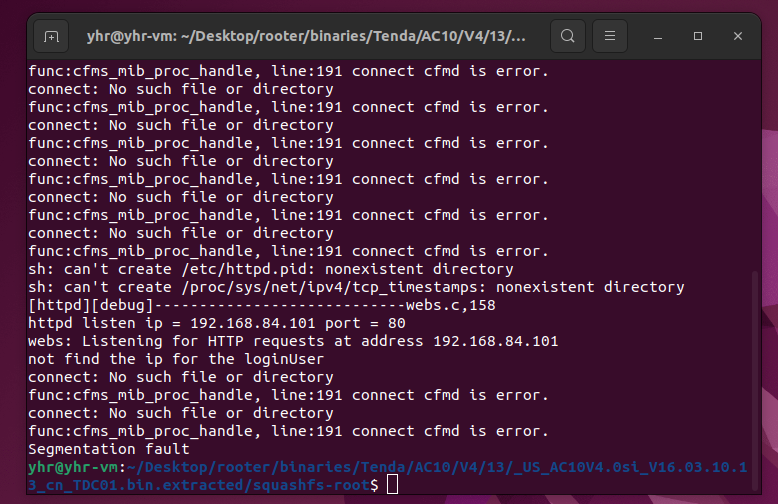 yhr@yhr-vm: ~/Desktop/rooter/binaries/Tenda/AC10/V4/13/...
func:cfms_mib_proc_handle, line:191 connect cfmd is error.
connect: No such file or directory
func:cfms_mib_proc_handle, line:191 connect cfmd is error.
connect: No such file or directory
func:cfms_mib_proc_handle, line:191 connect cfmd is error.
connect: No such file or directory
func:cfms_mib_proc_handle, line:191 connect cfmd is error.
connect: No such file or directory
func:cfms_mib_proc_handle, line:191 connect cfmd is error.
connect: No such file or directory
func:cfms_mib_proc_handle, line:191 connect cfmd is error.
sh: can't create /etc/httpd.pid: nonexistent directory
sh: can't create /proc/sys/net/ipv4/tcp_timestamps: nonexistent directory
[httpd][debug]----------------------------webs.c,158
httpd listen ip = 192.168.84.101 port = 80
webs: Listening for HTTP requests at address 192.168.84.101
not find the ip for the loginUser
connect: No such file or directory
func:cfms_mib_proc_handle, line:191 connect cfmd is error.
connect: No such file or directory
func:cfms_mib_proc_handle, line:191 connect cfmd is error.
Segmentation fault
yhr@yhr-vm:~/Desktop/rooter/binaries/Tenda/AC10/V4/13/_US_AC10V4.0si_V16.03.10.1
3_cn_TDC01.bin.extracted/squashfs-root$